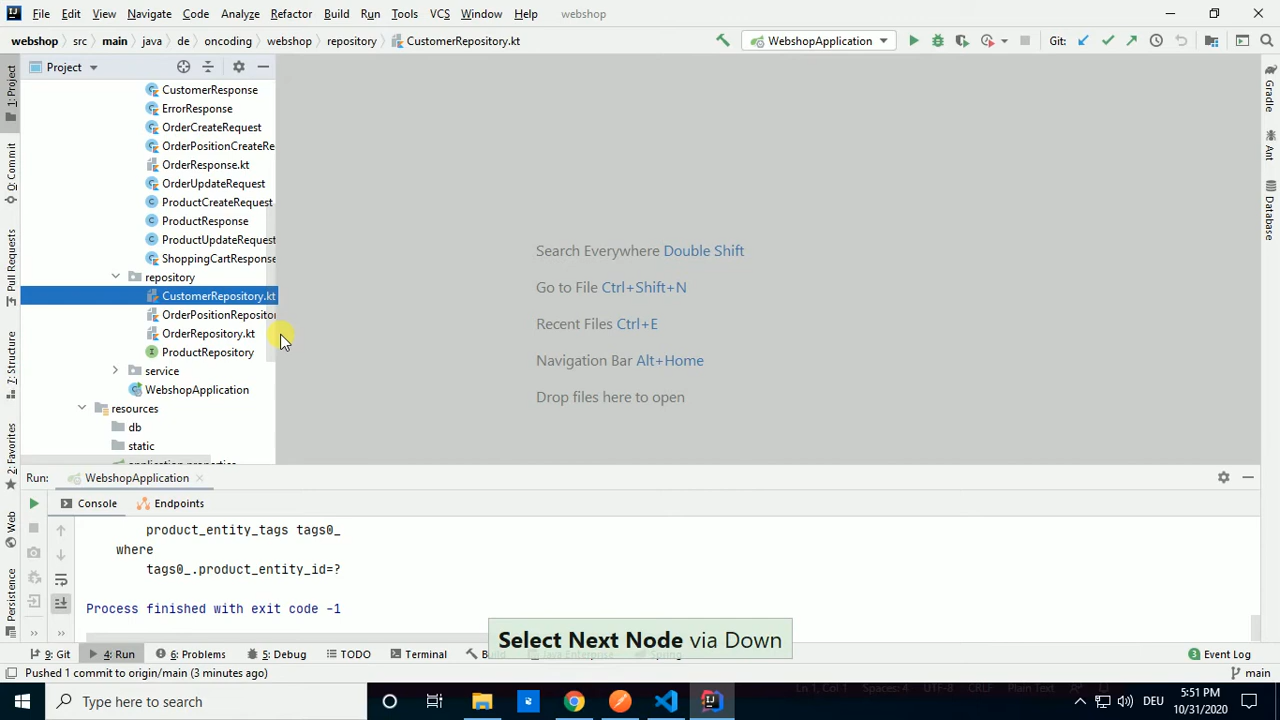 File Edit View Navigate Code Analyze Refactor Build Run Tools VCS Window Help webshop
webshop src main java de oncoding webshop repository CustomerRepository.kt WebshopApplication Git:
Project
CustomerResponse
ErrorResponse
OrderCreateRequest
OrderPositionCreateRe
OrderResponse.kt
OrderUpdateRequest
ProductCreateRequest
ProductResponse
ProductUpdateRequest
ShoppingCartResponse
repository
CustomerRepository.kt
OrderPositionRepositor
OrderRepository.kt
ProductRepository
service
WebshopApplication
resources
db
static
application.properties
1: Project
0: Commit
Pull Requests
7: Structure
2: Favorites
Web
Persistence
Search Everywhere Double Shift
Go to File Ctrl+Shift+N
Recent Files Ctrl+E
Navigation Bar Alt+Home
Drop files here to open
Gradle
Ant
Database
Run: WebshopApplication
Console Endpoints
product_entity_tags tags0_
where
tags0_.product_entity_id=?
Process finished with exit code -1
Select Next Node via Down
9: Git 4: Run 6: Problems 5: Debug TODO Terminal Event Log
3
Pushed 1 commit to origin/main (3 minutes ago) main
Type here to search DEU 5:51 PM
10/31/2020